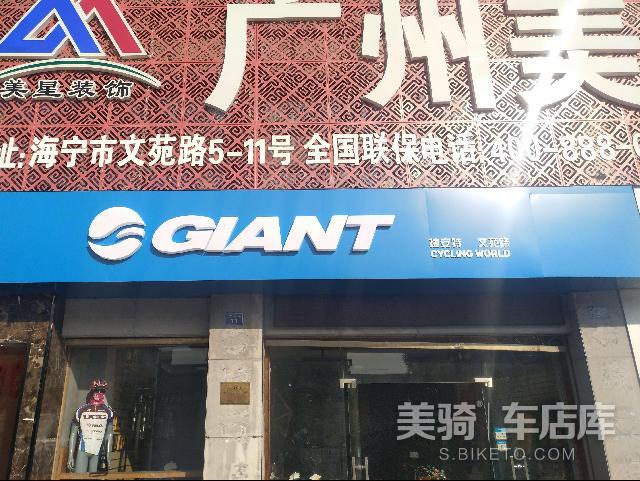 广州美
美星装饰
址:海宁市文苑路5-11号 全国联保电话:400-888-
GIANT
捷安特 文苑路
CYCLING WORLD
11
美骑 车店库
S.BIKETO.COM